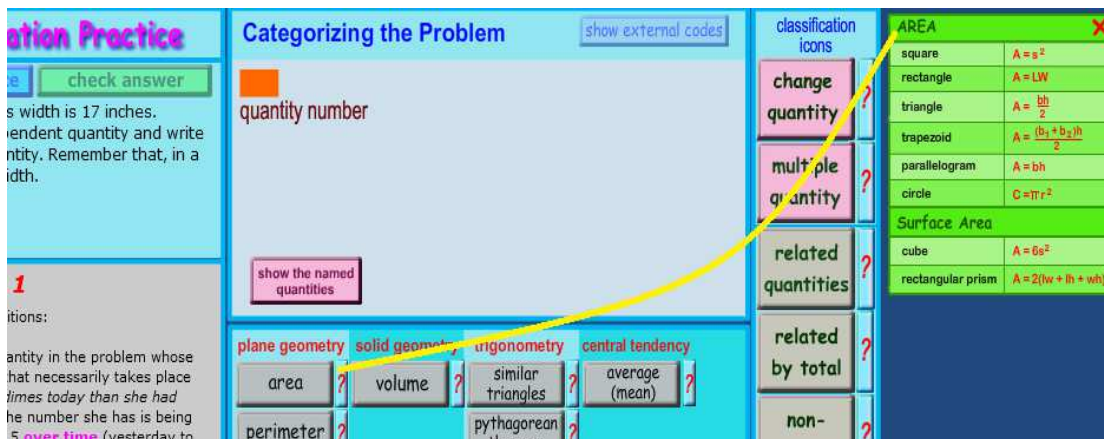 ation Practice
check answer
s width is 17 inches.
pendent quantity and write
ntity. Remember that, in a
idth.
1
itions:
antity in the problem whose
that necessarily takes place
dimes today than she had
he number she has is being
5 over time (yesterday to
Categorizing the Problem
show external codes
quantity number
show the named
quantities
plane geometry
solid geometry
trigonometry
central tendency
area ?
volume ?
similar
triangles ?
average
(mean) ?
perimeter ?
pythagorean ?
classification
icons
change
quantity ?
multiple
quantity ?
related
quantities ?
related
by total ?
non-
AREA X
square A = s²
rectangle A = LW
triangle A = bh/2
trapezoid A = (b₁ + b₂)h/2
parallelogram A = bh
circle C = πr²
Surface Area
cube A = 6s²
rectangular prism A = 2(lw + lh + wh)